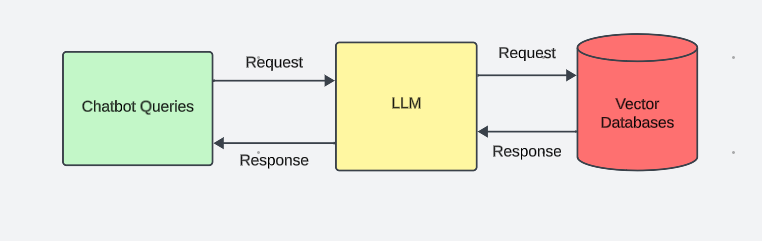 Request
Request
Chatbot Queries
LLM
Vector
Databases
Response
Response